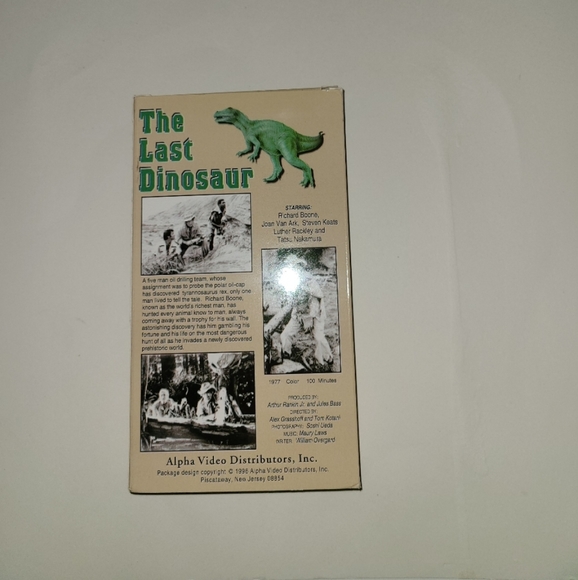 The
Last
Dinosaur
STARRING:
Richard Boone,
Joan Van Ark, Steven Keats
Luther Rackley and
Tatsu Nakamura
A five man oil drilling team, whose
assignment was to probe the polar oil-cap
has discovered tyrannosaurus rex, only one
man lived to tell the tale. Richard Boone,
known as the world's richest man, has
hunted every animal know to man, always
coming away with a trophy for his wall. The
astonishing discovery has him gambling his
fortune and his life on the most dangerous
hunt of all as he invades a newly discovered
prehistoric world.
1977 Color 100 Minutes
PRODUCED BY:
Arthur Rankin Jr. and Jules Bass
DIRECTED BY:
Alex Grasshoff and Tom Kotani
PHOTOGRAPHY: Soshi Ueda
MUSIC: Maury Laws
WRITER: William Overgard
Alpha Video Distributors, Inc.
Package design copyright © 1996 Alpha Video Distributors, Inc.
Piscataway, New Jersey 08854